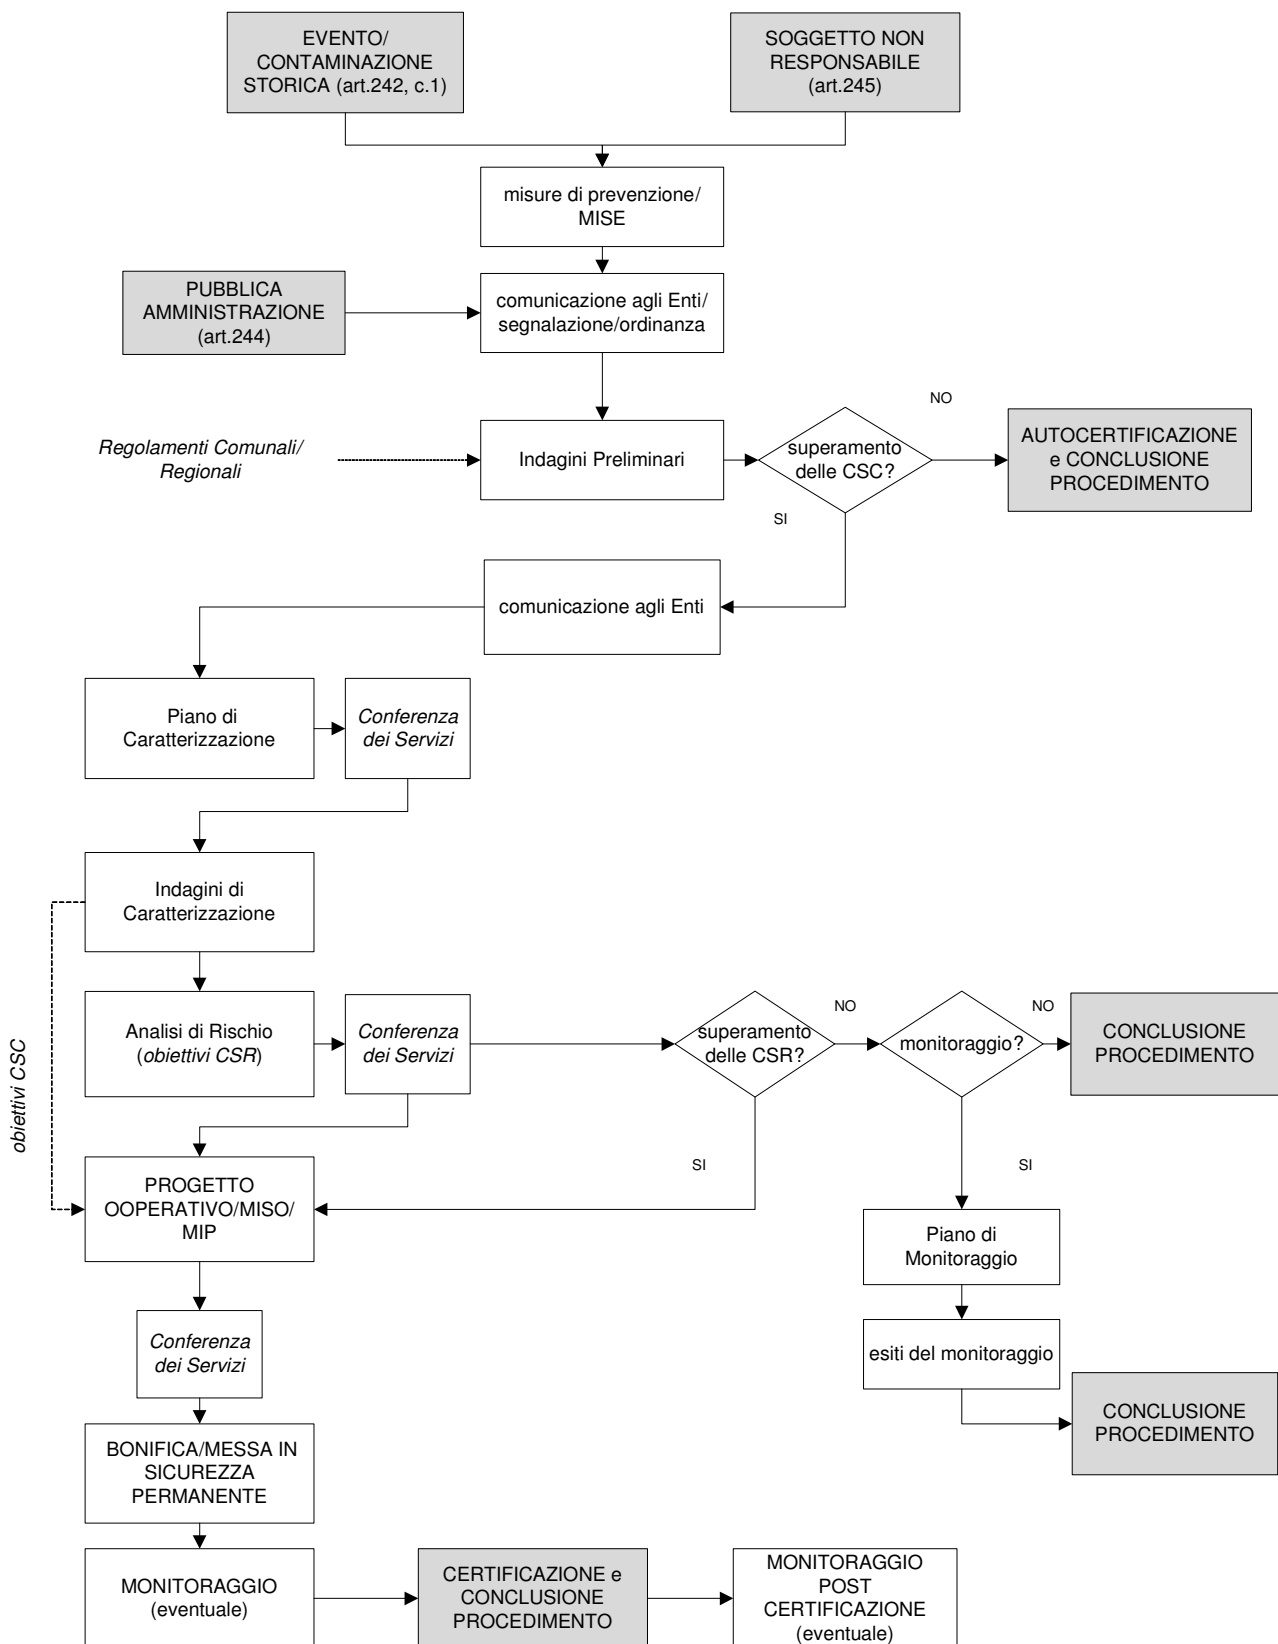 EVENTO/
CONTAMINAZIONE
STORICA (art.242, c.1)
SOGGETTO NON
RESPONSABILE
(art.245)
misure di prevenzione/
MISE
PUBBLICA
AMMINISTRAZIONE
(art.244)
comunicazione agli Enti/
segnalazione/ordinanza
Regolamenti Comunali/
Regionali
Indagini Preliminari
superamento
delle CSC?
NO
AUTOCERTIFICAZIONE
e CONCLUSIONE
PROCEDIMENTO
SI
comunicazione agli Enti
Piano di
Caratterizzazione
Conferenza
dei Servizi
Indagini di
Caratterizzazione
obiettivi CSC
Analisi di Rischio
(obiettivi CSR)
Conferenza
dei Servizi
superamento
delle CSR?
NO
monitoraggio?
NO
CONCLUSIONE
PROCEDIMENTO
SI
SI
PROGETTO
OOPERATIVO/MISO/
MIP
Piano di
Monitoraggio
Conferenza
dei Servizi
esiti del monitoraggio
CONCLUSIONE
PROCEDIMENTO
BONIFICA/MESSA IN
SICUREZZA
PERMANENTE
MONITORAGGIO
(eventuale)
CERTIFICAZIONE e
CONCLUSIONE
PROCEDIMENTO
MONITORAGGIO
POST
CERTIFICAZIONE
(eventuale)